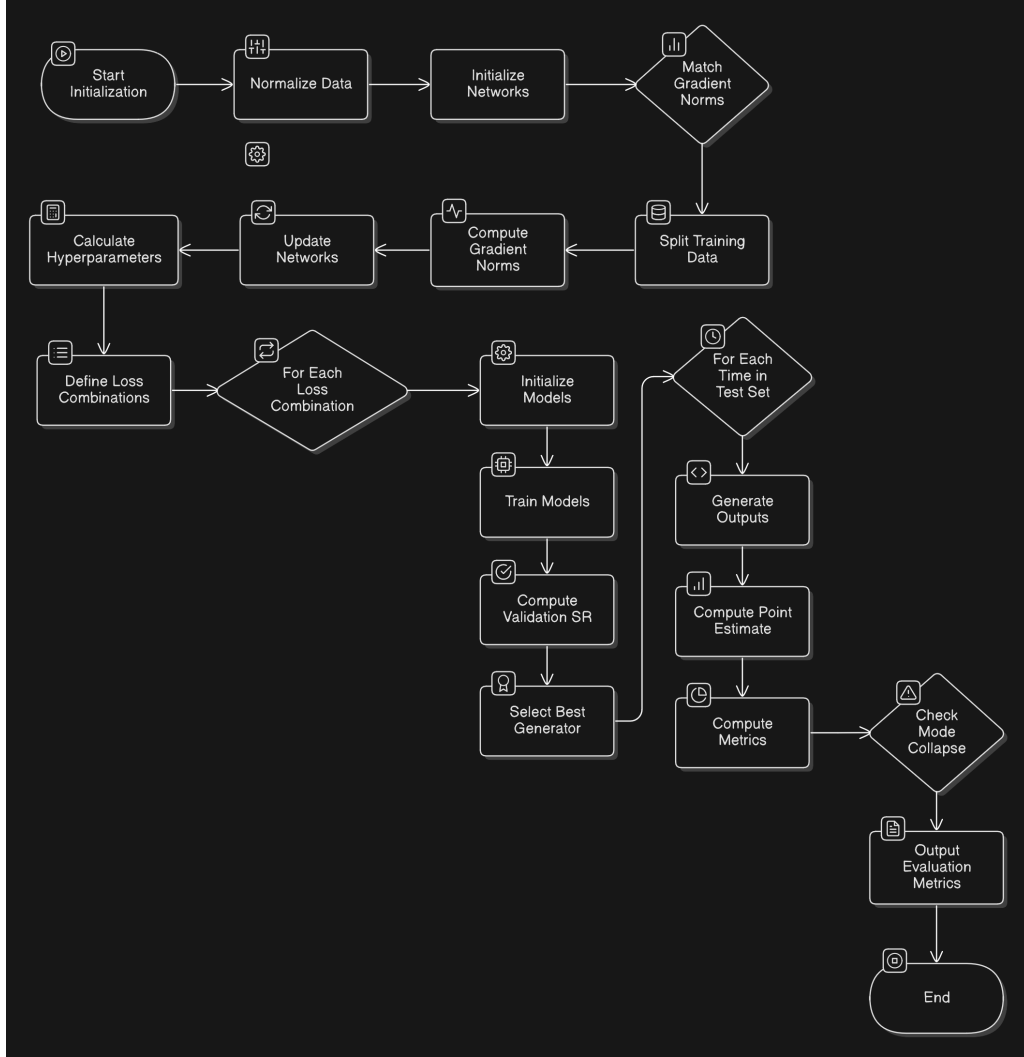 Start
Initialization
Normalize Data
Initialize
Networks
Match
Gradient
Norms
Calculate
Hyperparameters
Update
Networks
Compute
Gradient
Norms
Split Training
Data
Define Loss
Combinations
For Each
Loss
Combination
Initialize
Models
For Each
Time in
Test Set
Train Models
Generate
Outputs
Compute
Validation SR
Compute Point
Estimate
Select Best
Generator
Compute
Metrics
Check
Mode
Collapse
Output
Evaluation
Metrics
End